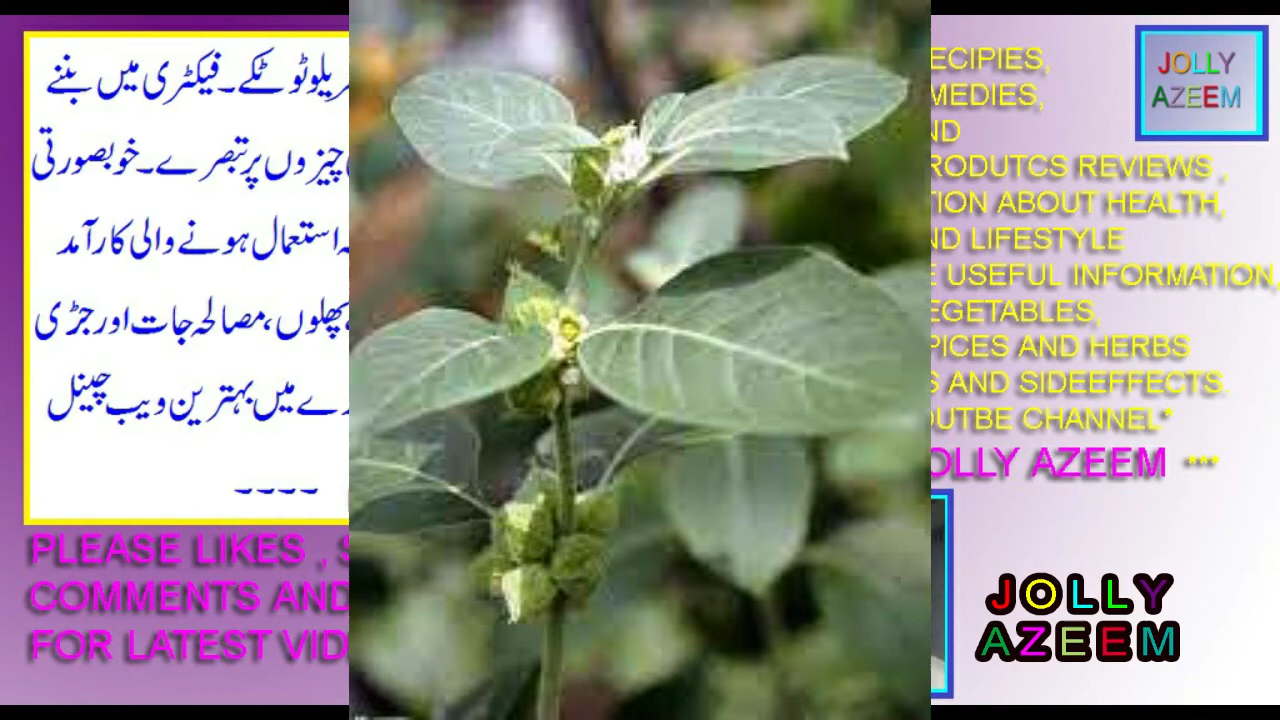 ٹوٹکے۔ فیکٹری میں بننے
چیزوں پر تبصرے۔ خوبصورتی
استعمال ہونے والی کارآمد
پھلوں، مصالحہ جات اور جڑی
میں بہترین ویب چینل
۔۔۔۔
PLEASE LIKES , S
COMMENTS AND
FOR LATEST VID
ECIPIES,
MEDIES,
ND
RODUTCS REVIEWS ,
TION ABOUT HEALTH,
ND LIFESTYLE
E USEFUL INFORMATION,
EGETABLES,
PICES AND HERBS
S AND SIDEEFFECTS.
OUTBE CHANNEL*
OLLY AZEEM ***
JOLLY
AZEEM
JOLLY
AZEEM